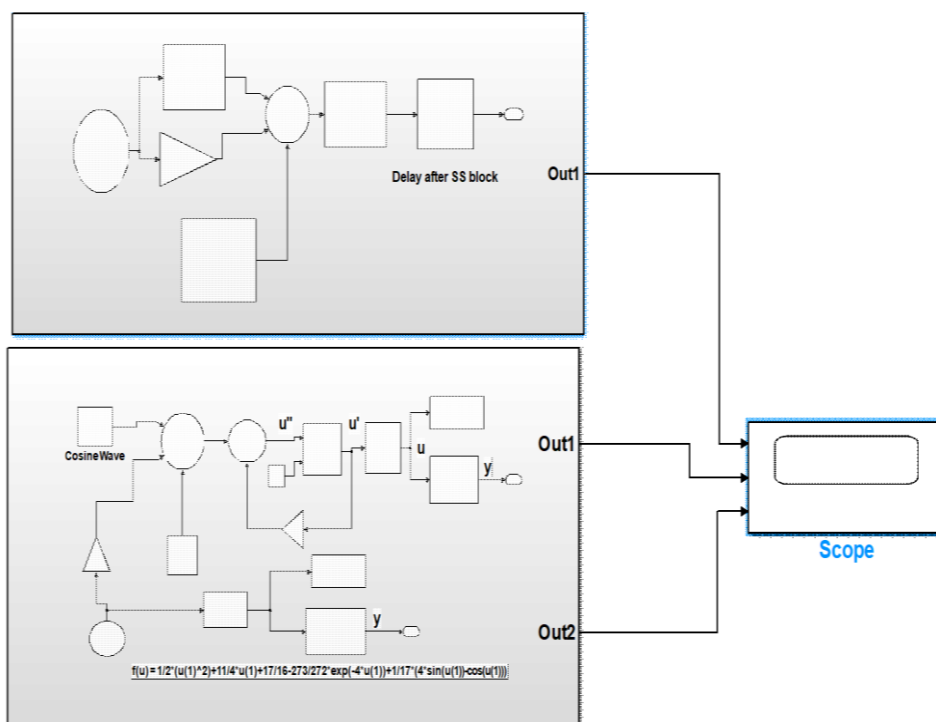 Delay after SS block
Out1
u"
u'
u
y
CosineWave
Out1
y
Out2
Scope
f(u) = 1/2*(u(1)^2)+11/4*u(1)+17/16-273/272*exp(-4*u(1))+1/17*(4*sin(u(1))-cos(u(1)))